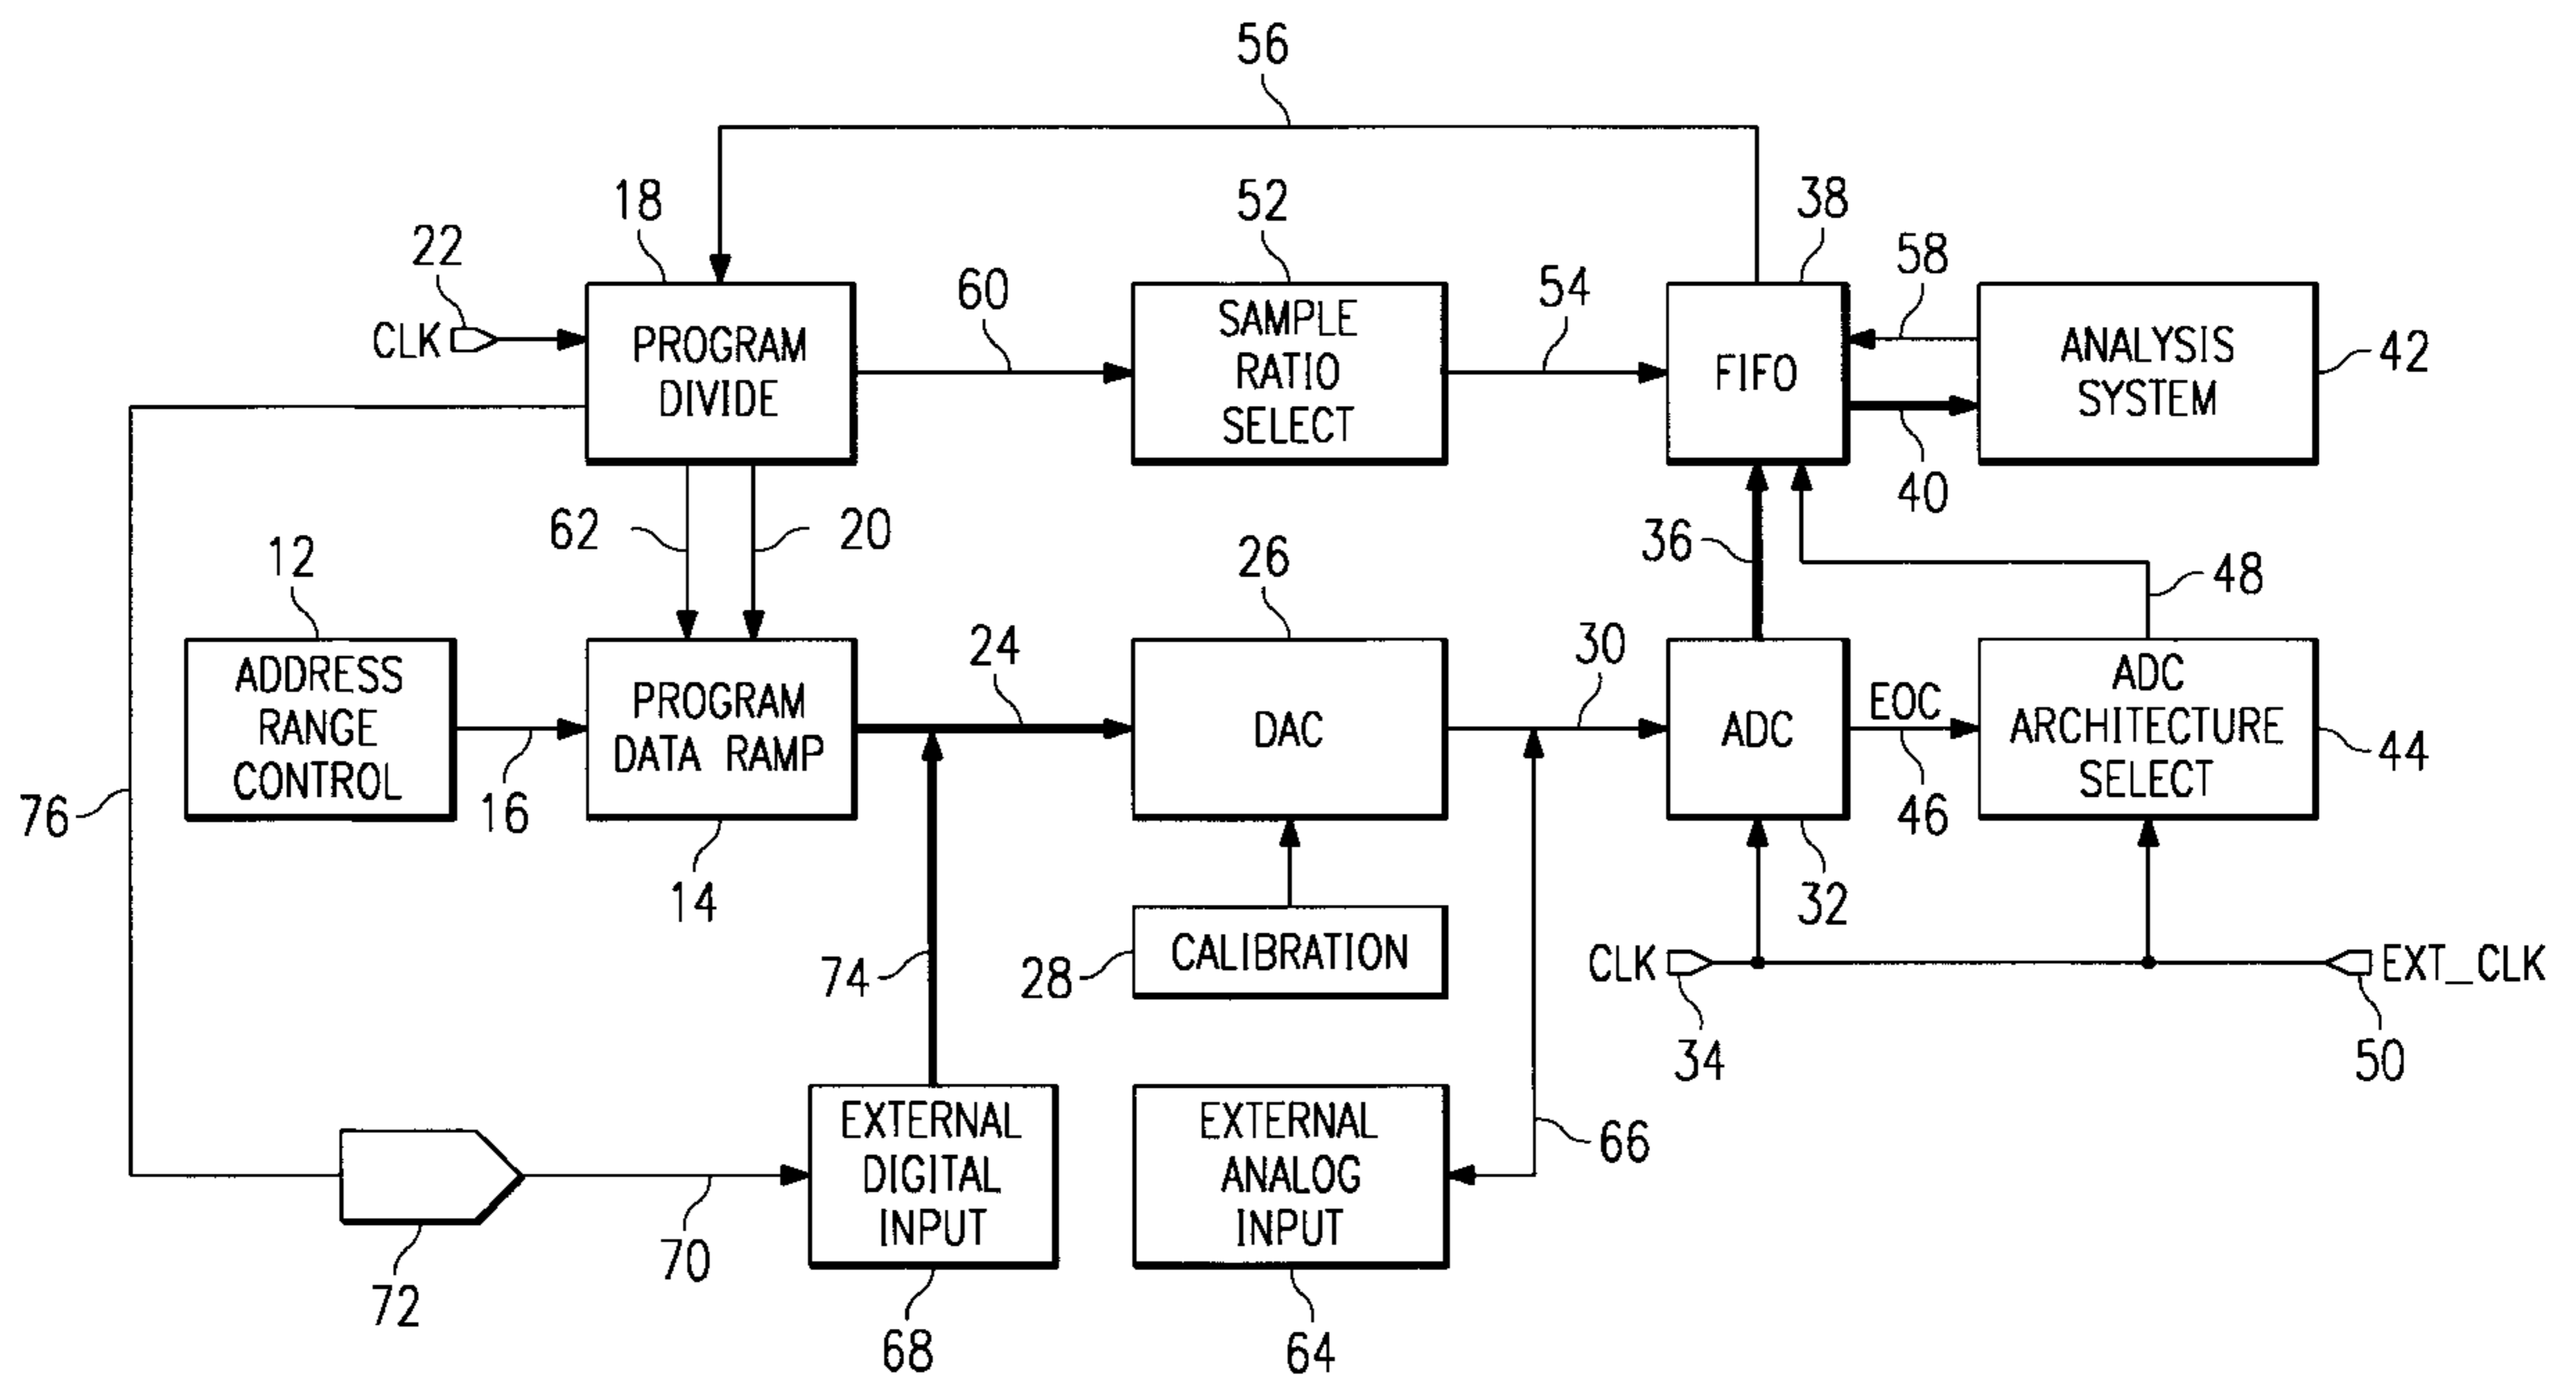 56
18
52
38
22
60
54
58
CLK
PROGRAM
DIVIDE
SAMPLE
RATIO
SELECT
FIFO
ANALYSIS
SYSTEM
42
40
62
20
36
12
26
48
24
30
ADDRESS
RANGE
CONTROL
PROGRAM
DATA RAMP
DAC
ADC
EOC
ADC
ARCHITECTURE
SELECT
44
76
16
46
14
32
74
28
CALIBRATION
CLK
EXT_CLK
34
50
EXTERNAL
DIGITAL
INPUT
EXTERNAL
ANALOG
INPUT
66
70
72
68
64